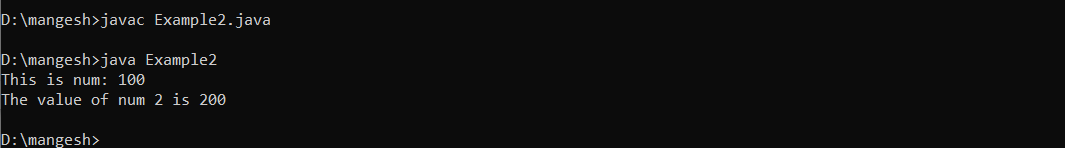 D:\mangesh>javac Example2.java
D:\mangesh>java Example2
This is num: 100
The value of num 2 is 200
D:\mangesh>